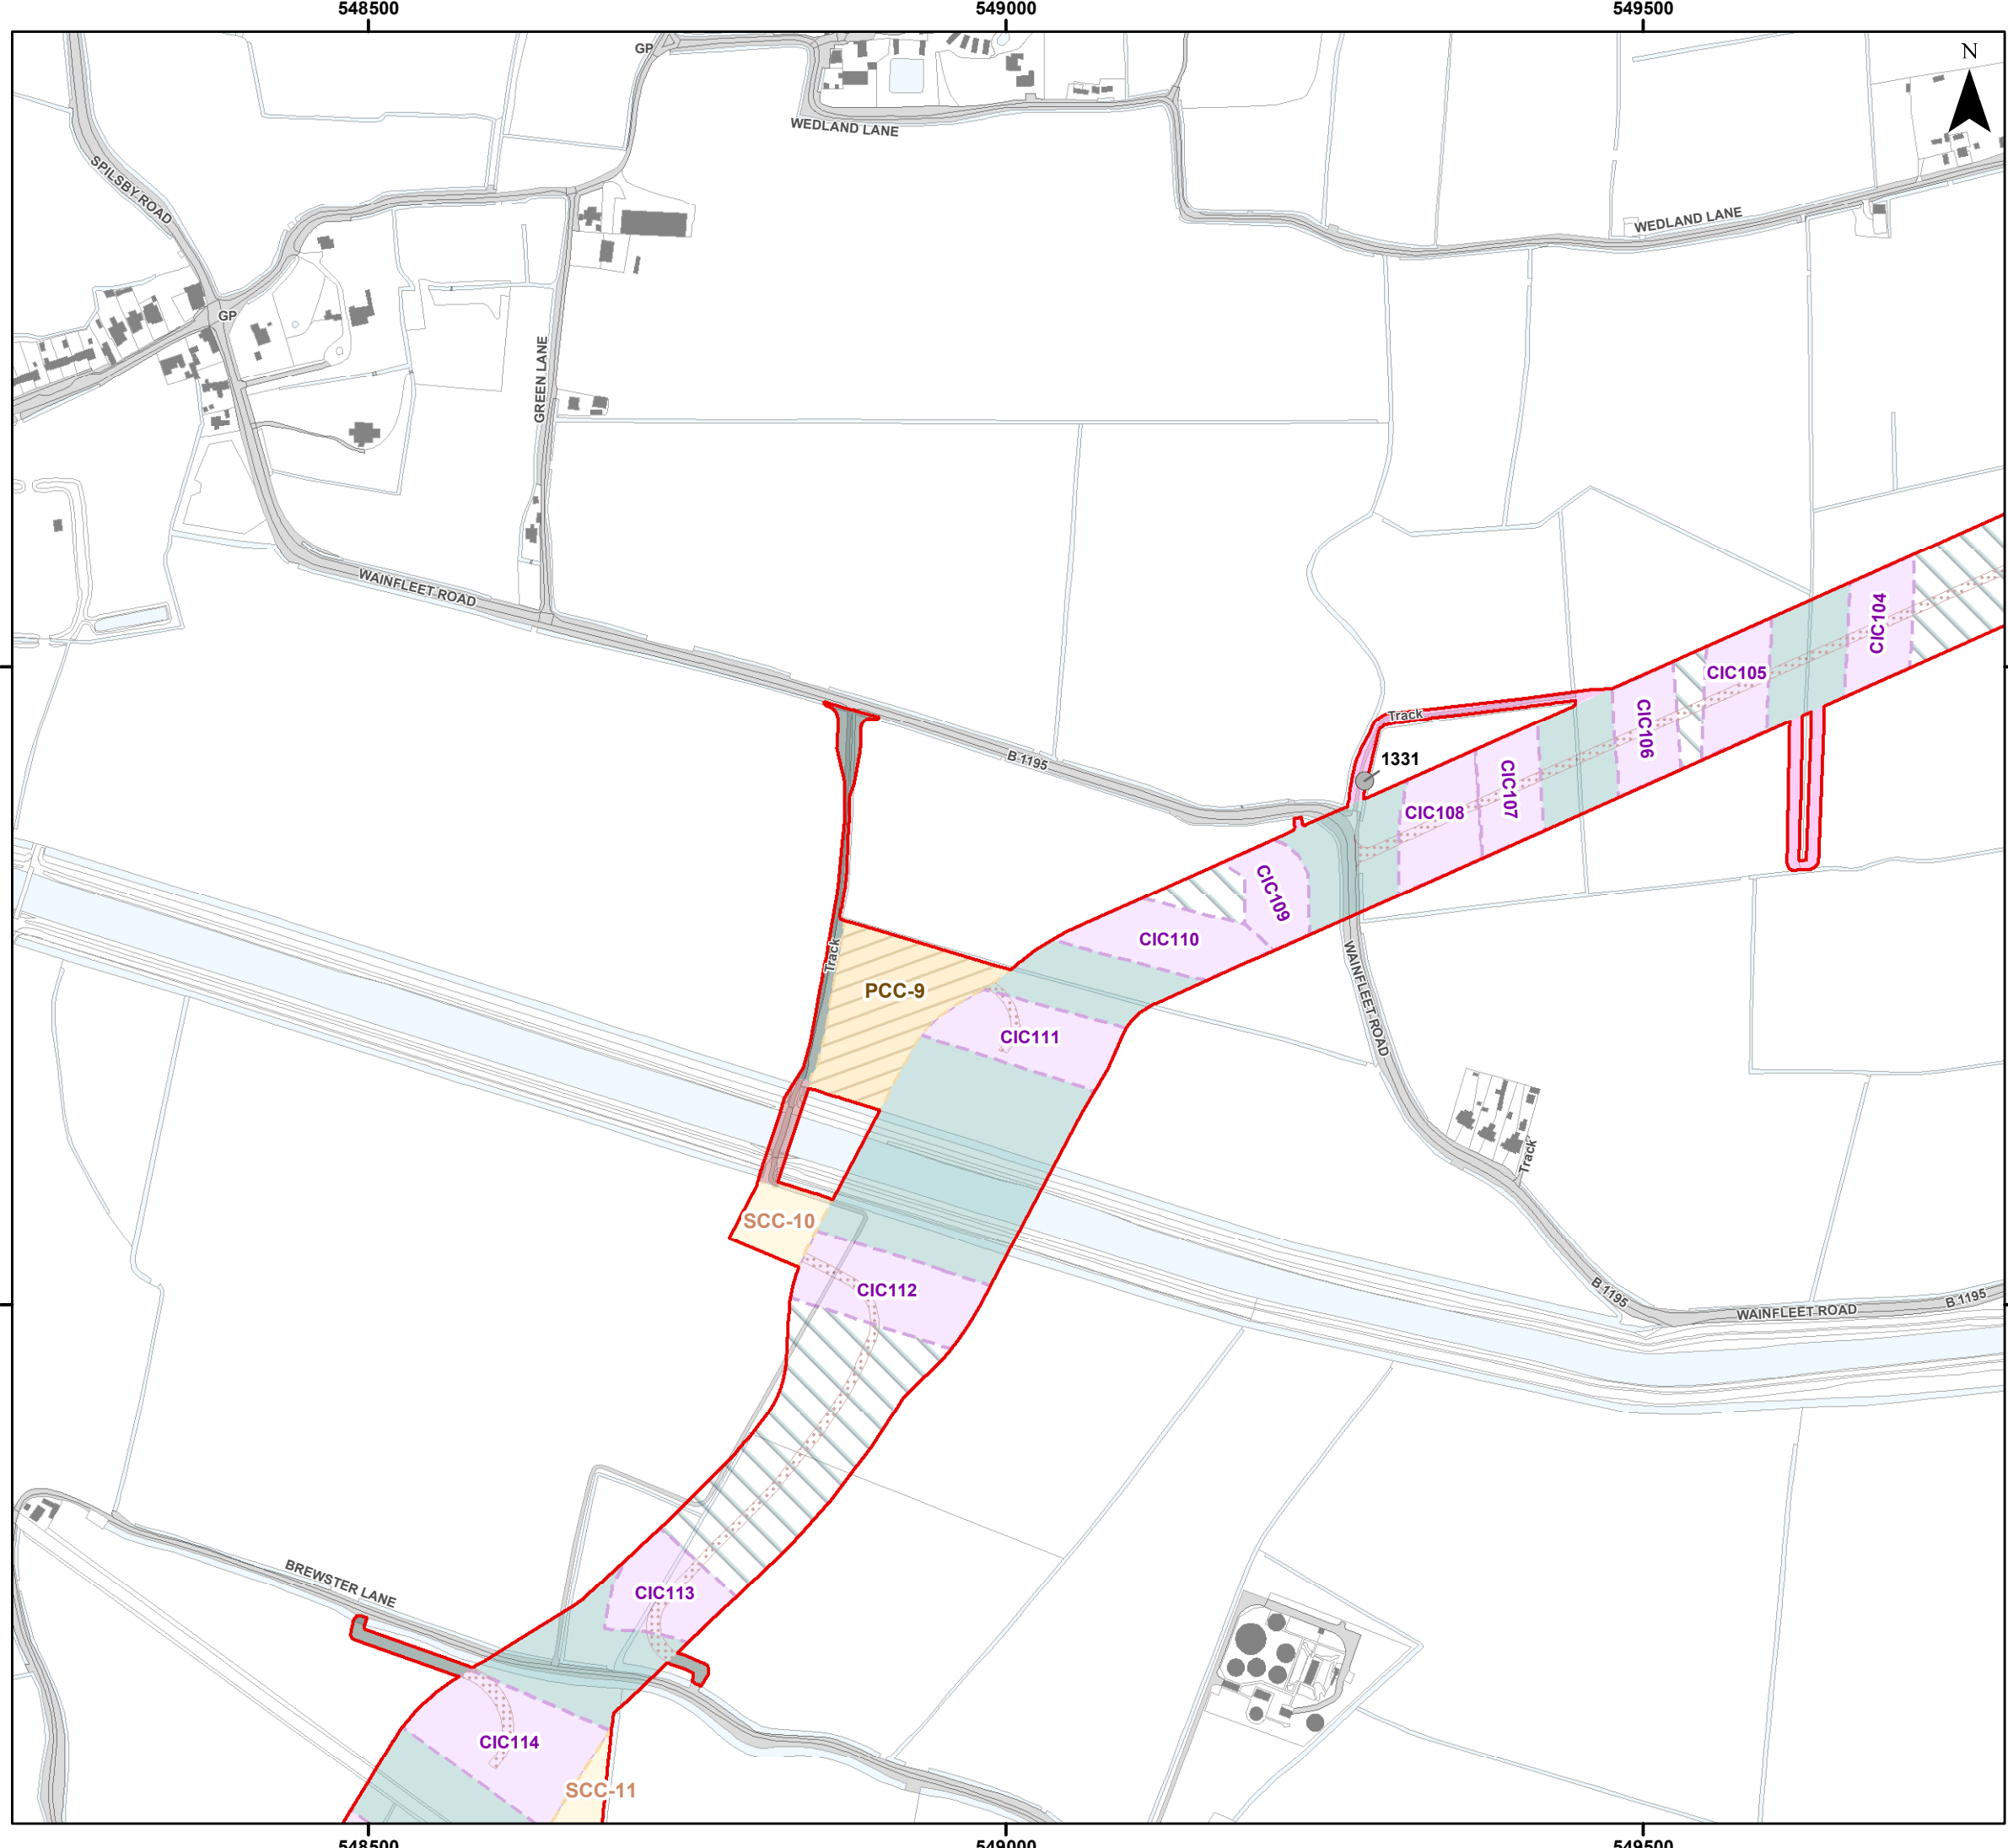 548500
549000
549500
GP
N
WEDLAND LANE
SPILSBY ROAD
WEDLAND LANE
GP
GREEN LANE
WAINFLEET ROAD
CIC104
CIC105
CIC106
Track
B 1195
1331
CIC107
CIC108
CIC109
CIC110
Track
PCC-9
WAINFLEET ROAD
CIC111
Track
SCC-10
CIC112
B 1195
WAINFLEET ROAD
B 1195
BREWSTER LANE
CIC113
CIC114
SCC-11
548500
549000
549500